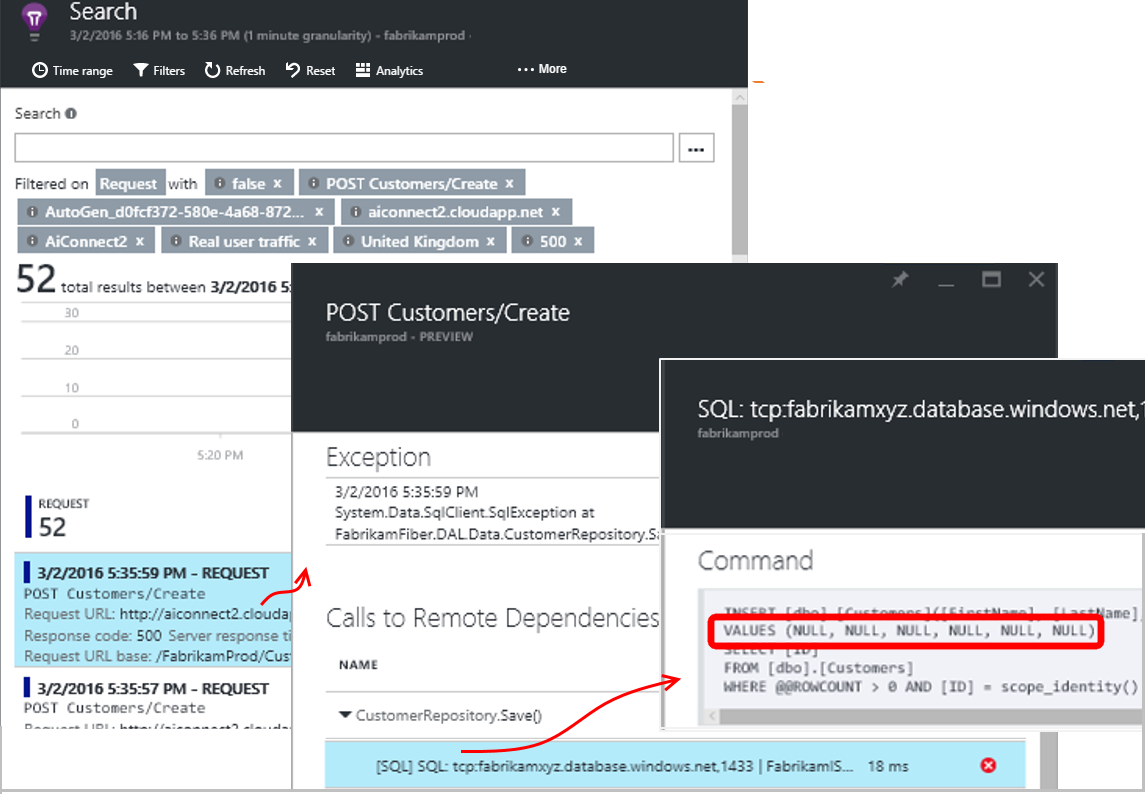 Search
3/2/2016 5:16 PM to 5:36 PM (1 minute granularity) - fabrikamprod -
Time range Filters Refresh Reset Analytics ... More
Search
...
Filtered on Request with false x POST Customers/Create x
AutoGen_d0fcf372-580e-4a68-872... x aiconnect2.cloudapp.net x
AiConnect2 x Real user traffic x United Kingdom x 500 x
52 total results between 3/2/2016 5:
30
20
10
0
5:20 PM
REQUEST
52
3/2/2016 5:35:59 PM - REQUEST
POST Customers/Create
Request URL: http://aiconnect2.clouda
Response code: 500 Server response ti
Request URL base: /FabrikamProd/Cus
3/2/2016 5:35:57 PM - REQUEST
POST Customers/Create
Request URL: http://aiconnect2.clouda
POST Customers/Create
fabrikamprod - PREVIEW
Exception
3/2/2016 5:35:59 PM
System.Data.SqlClient.SqlException at
FabrikamFiber.DAL.Data.CustomerRepository.Sa
Calls to Remote Dependencies
NAME
CustomerRepository.Save()
[SQL] SQL: tcp:fabrikamxyz.database.windows.net,1433 | FabrikamIS... 18 ms
SQL: tcp:fabrikamxyz.database.windows.net,1
fabrikamprod
Command
INSERT [dbo].[Customers]([FirstName], [LastName],
VALUES (NULL, NULL, NULL, NULL, NULL, NULL)
SELECT [ID]
FROM [dbo].[Customers]
WHERE @@ROWCOUNT > 0 AND [ID] = scope_identity()